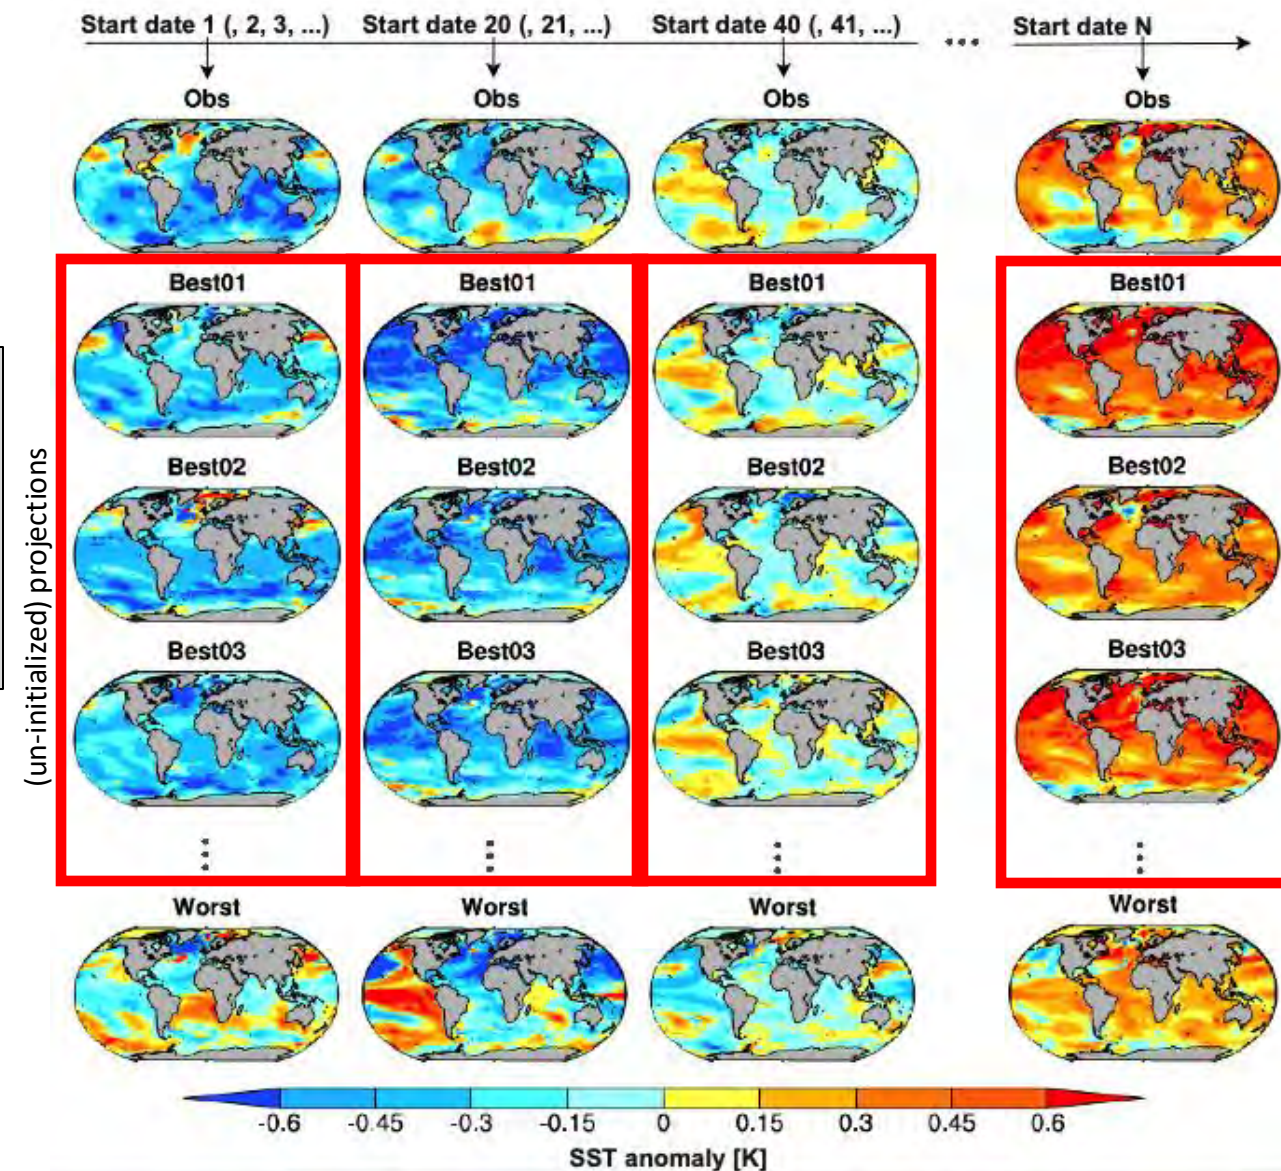 Start date 1 (, 2, 3, ...) Start date 20 (, 21, ...) Start date 40 (, 41, ...) ... Start date N
Obs Obs Obs Obs
(un-initialized) projections
Best01 Best01 Best01 Best01
Best02 Best02 Best02 Best02
Best03 Best03 Best03 Best03
Worst Worst Worst Worst
-0.6 -0.45 -0.3 -0.15 0 0.15 0.3 0.45 0.6
SST anomaly [K]